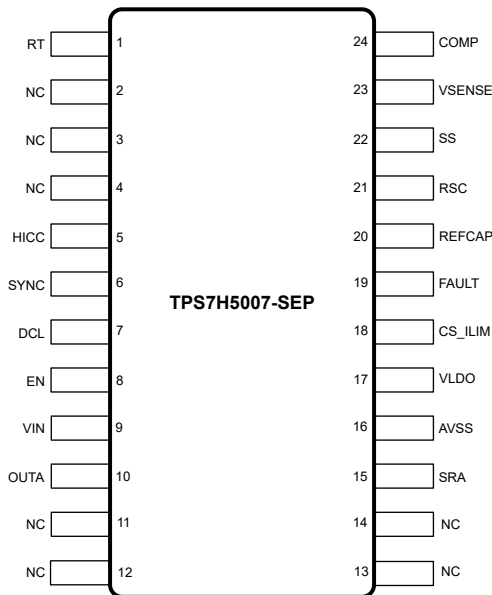 RT 1 24 COMP
NC 2 23 VSENSE
NC 3 22 SS
NC 4 21 RSC
HICC 5 20 REFCAP
SYNC 6 19 FAULT
TPS7H5007-SEP
DCL 7 18 CS_ILIM
EN 8 17 VLDO
VIN 9 16 AVSS
OUTA 10 15 SRA
NC 11 14 NC
NC 12 13 NC